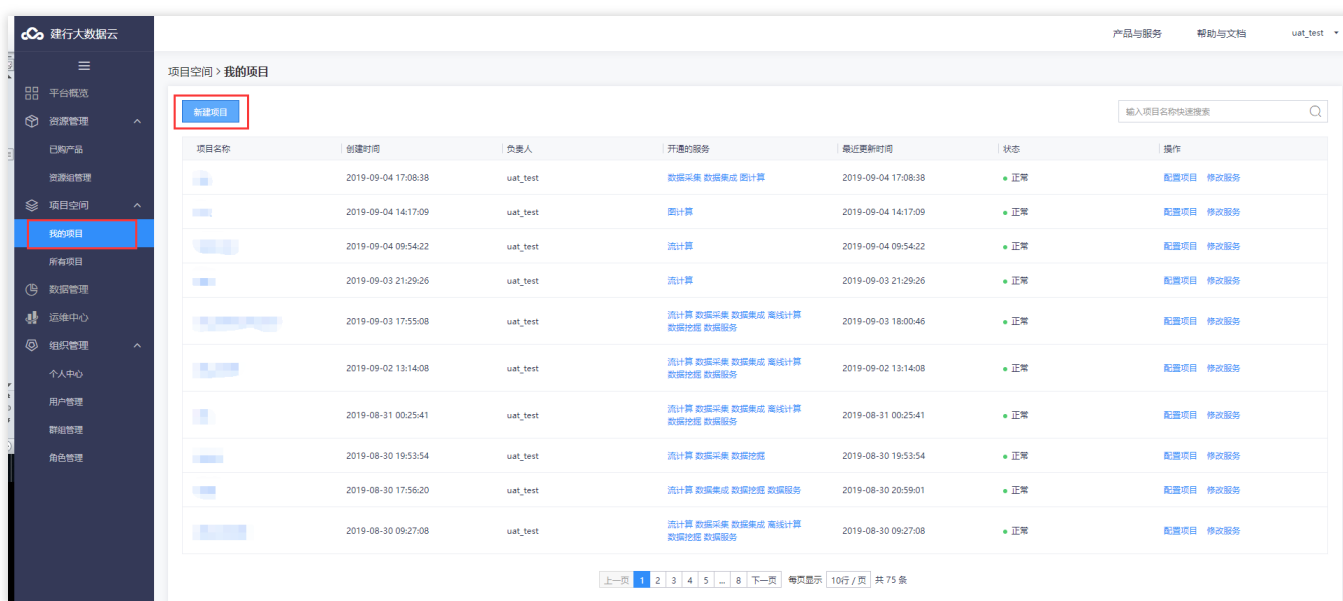 建行大数据云
产品与服务 帮助与文档 uat_test
项目空间 > 我的项目
平台概览
资源管理
已购产品
资源组管理
项目空间
我的项目
所有项目
数据管理
运维中心
组织管理
个人中心
用户管理
群组管理
角色管理
新建项目
输入项目名称快速搜索
项目名称 创建时间 负责人 开通的服务 最近更新时间 状态 操作
2019-09-04 17:08:38 uat_test 数据采集 数据集成 图计算 2019-09-04 17:08:38 正常 配置项目 修改服务
2019-09-04 14:17:09 uat_test 图计算 2019-09-04 14:17:09 正常 配置项目 修改服务
2019-09-04 09:54:22 uat_test 流计算 2019-09-04 09:54:22 正常 配置项目 修改服务
2019-09-03 21:29:26 uat_test 流计算 2019-09-03 21:29:26 正常 配置项目 修改服务
2019-09-03 17:55:08 uat_test 流计算 数据采集 数据集成 离线计算 2019-09-03 18:00:46 正常 配置项目 修改服务
数据挖掘 数据服务
2019-09-02 13:14:08 uat_test 流计算 数据采集 数据集成 离线计算 2019-09-02 13:14:08 正常 配置项目 修改服务
数据挖掘 数据服务
2019-08-31 00:25:41 uat_test 流计算 数据采集 数据集成 离线计算 2019-08-31 00:25:41 正常 配置项目 修改服务
数据挖掘 数据服务
2019-08-30 19:53:54 uat_test 流计算 数据采集 数据挖掘 2019-08-30 19:53:54 正常 配置项目 修改服务
2019-08-30 17:56:20 uat_test 流计算 数据集成 数据挖掘 数据服务 2019-08-30 20:59:01 正常 配置项目 修改服务
2019-08-30 09:27:08 uat_test 流计算 数据采集 数据集成 离线计算 2019-08-30 09:27:08 正常 配置项目 修改服务
数据挖掘 数据服务
上一页 1 2 3 4 5 ... 8 下一页 每页显示 10行 / 页 共 75 条